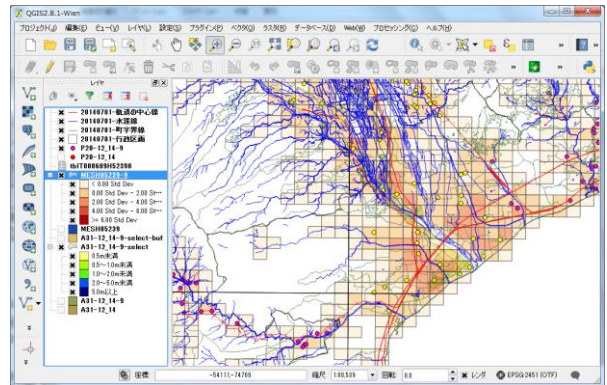 QGIS2.8.1-Wien
プロジェクト(J) 編集(E) ビュー(V) レイヤ(L) 設定(S) プラグイン(P) ベクタ(O) ラスタ(R) データベース(D) Web(W) プロセッシング(C) ヘルプ(H)
レイヤ
20140701-軌道の中心線
20140701-水涯線
20140701-町字界線
20140701-行政区画
P20-12_14-9
P20-12_14
tblT000609H52398
MESH05239-9
< 0.00 Std Dev
0.00 Std Dev - 2.00 St
2.00 Std Dev - 4.00 St
4.00 Std Dev - 6.00 St
>= 6.00 Std Dev
MESH05239
A31-12_14-9-select-buf
A31-12_14-9-select
0.5m未満
0.5～1.0m未満
1.0～2.0m未満
2.0～5.0m未満
5.0m以上
A31-12_14-9
A31-12_14
座標 -54111,-74769 縮尺 1:88,509 回転: 0.0 レンダ EPSG:2451 (OTF)